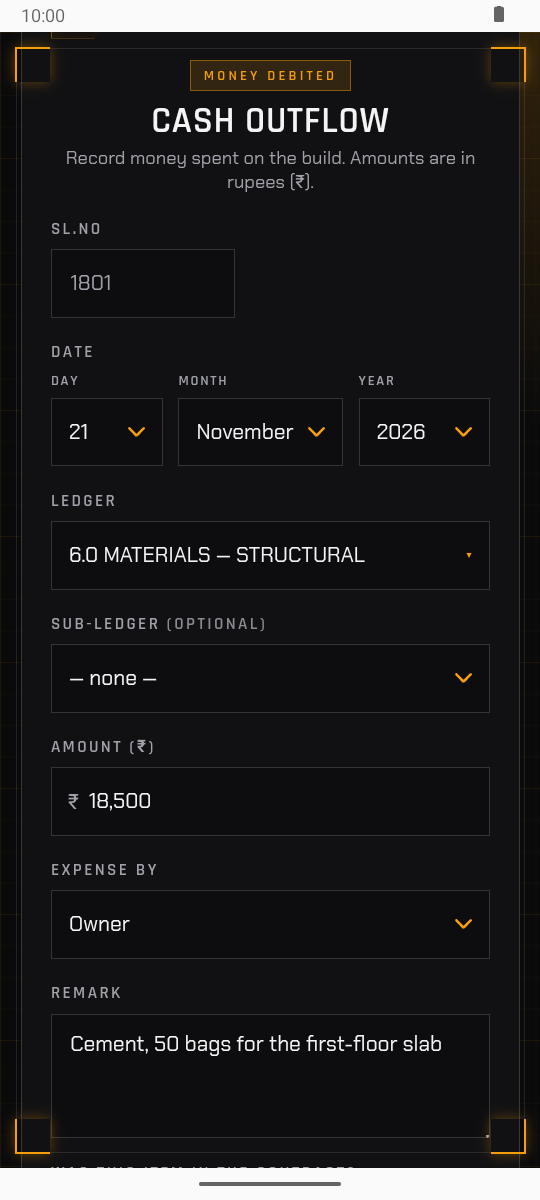 10:00
MONEY DEBITED
CASH OUTFLOW
Record money spent on the build. Amounts are in
rupees (₹).
SL.NO
1801
DATE
DAY MONTH YEAR
21 November 2026
LEDGER
6.0 MATERIALS — STRUCTURAL
SUB-LEDGER (OPTIONAL)
— none —
AMOUNT (₹)
₹ 18,500
EXPENSE BY
Owner
REMARK
Cement, 50 bags for the first-floor slab